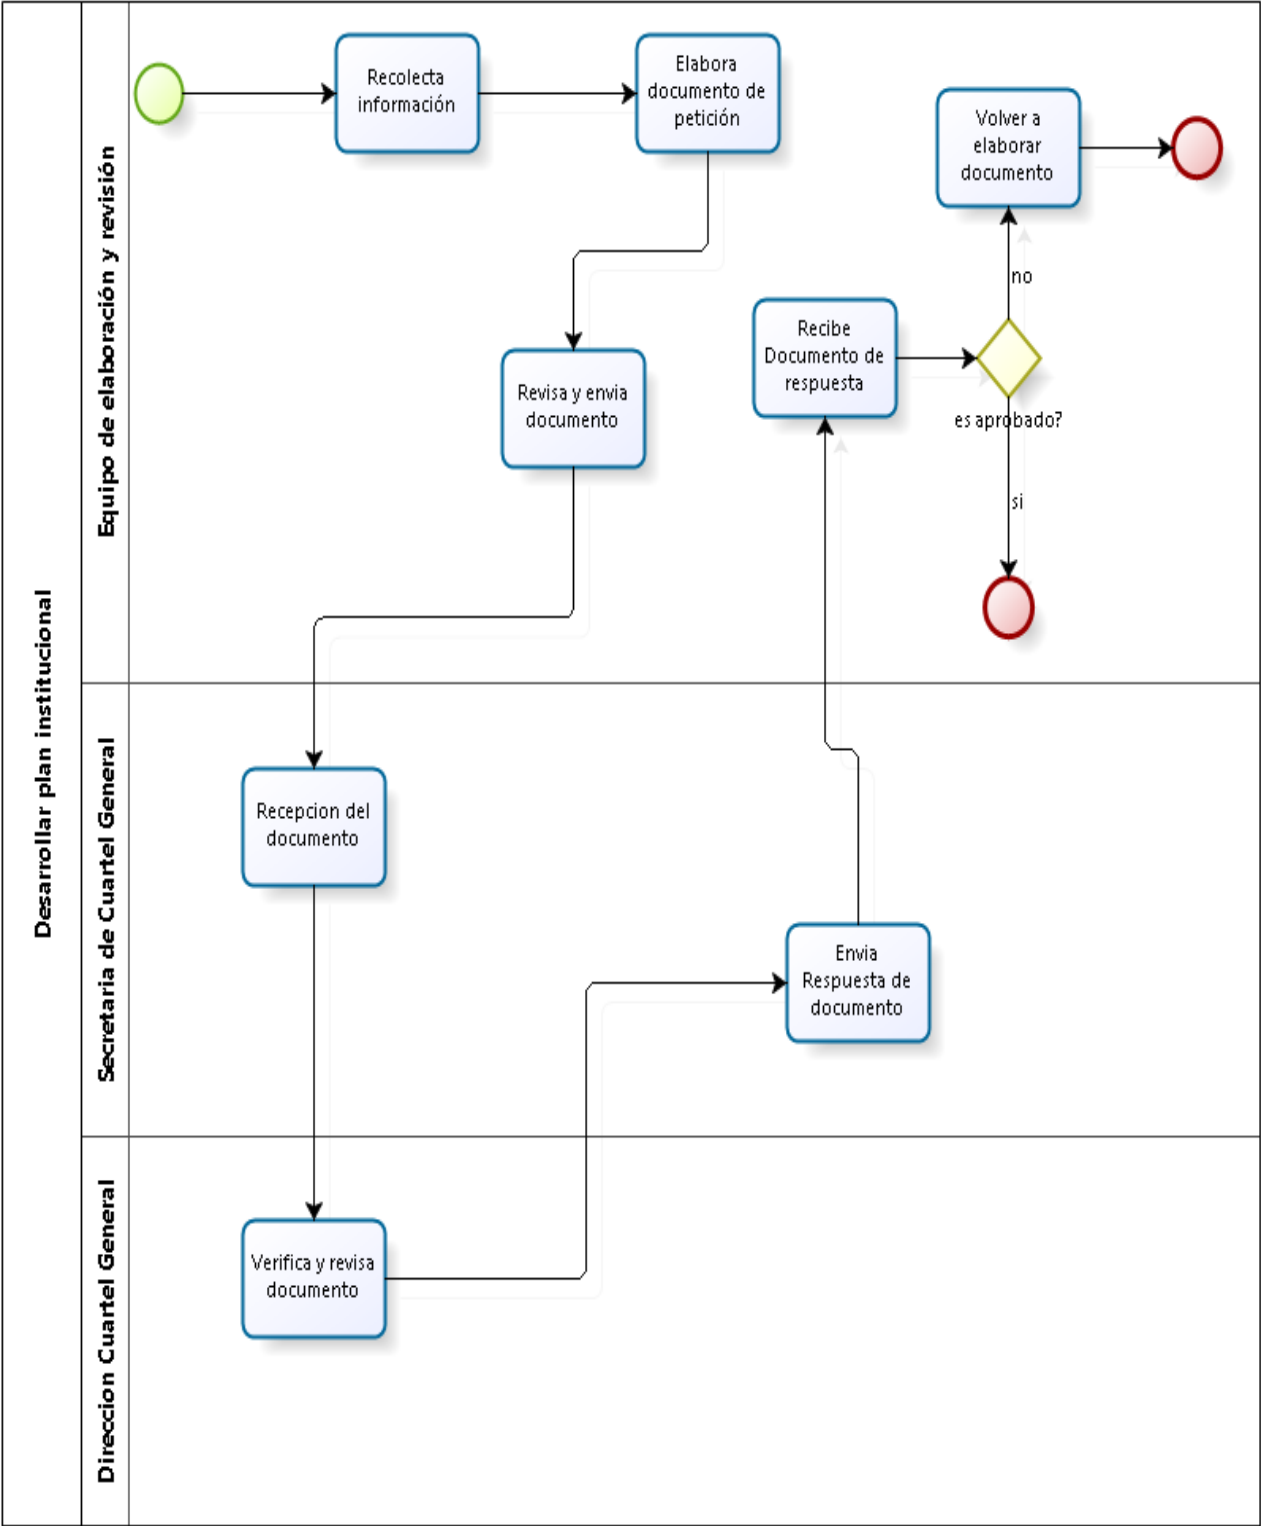 Desarrollar plan institucional
Equipo de elaboración y revisión
Recolecta
información
Elabora
documento de
petición
Volver a
elaborar
documento
no
Recibe
Documento de
respuesta
es aprobado?
si
Revisa y envia
documento
Secretaria de Cuartel General
Recepcion del
documento
Envia
Respuesta de
documento
Direccion Cuartel General
Verifica y revisa
documento